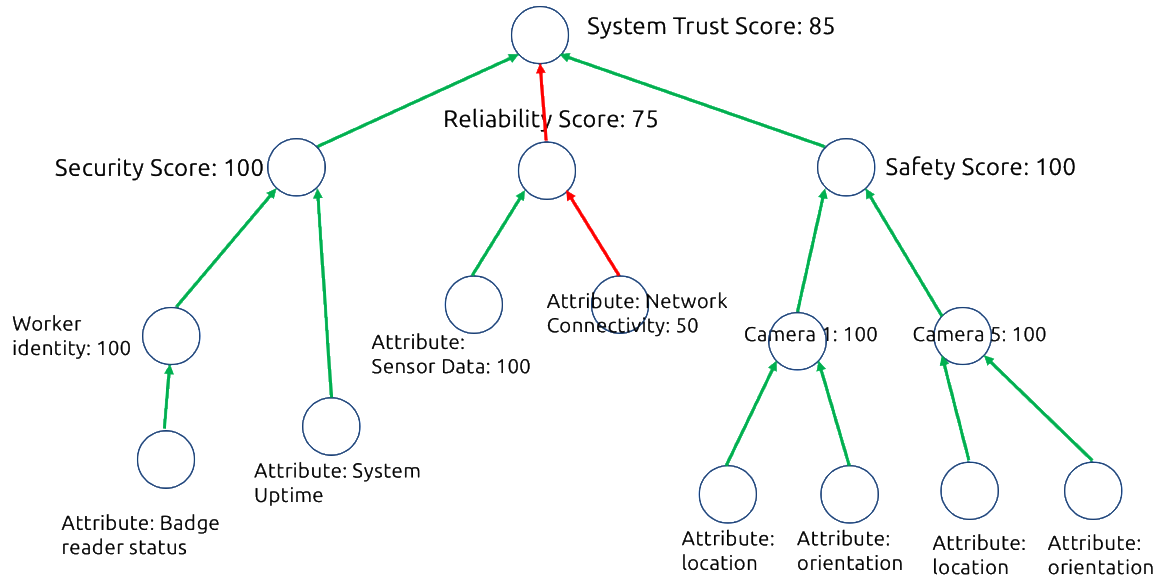 System Trust Score: 85
Reliability Score: 75
Security Score: 100
Safety Score: 100
Worker
identity: 100
Attribute:
Sensor Data: 100
Attribute: Network
Connectivity: 50
Camera 1: 100
Camera 5: 100
Attribute: Badge
reader status
Attribute: System
Uptime
Attribute:
location
Attribute:
orientation
Attribute:
location
Attribute:
orientation